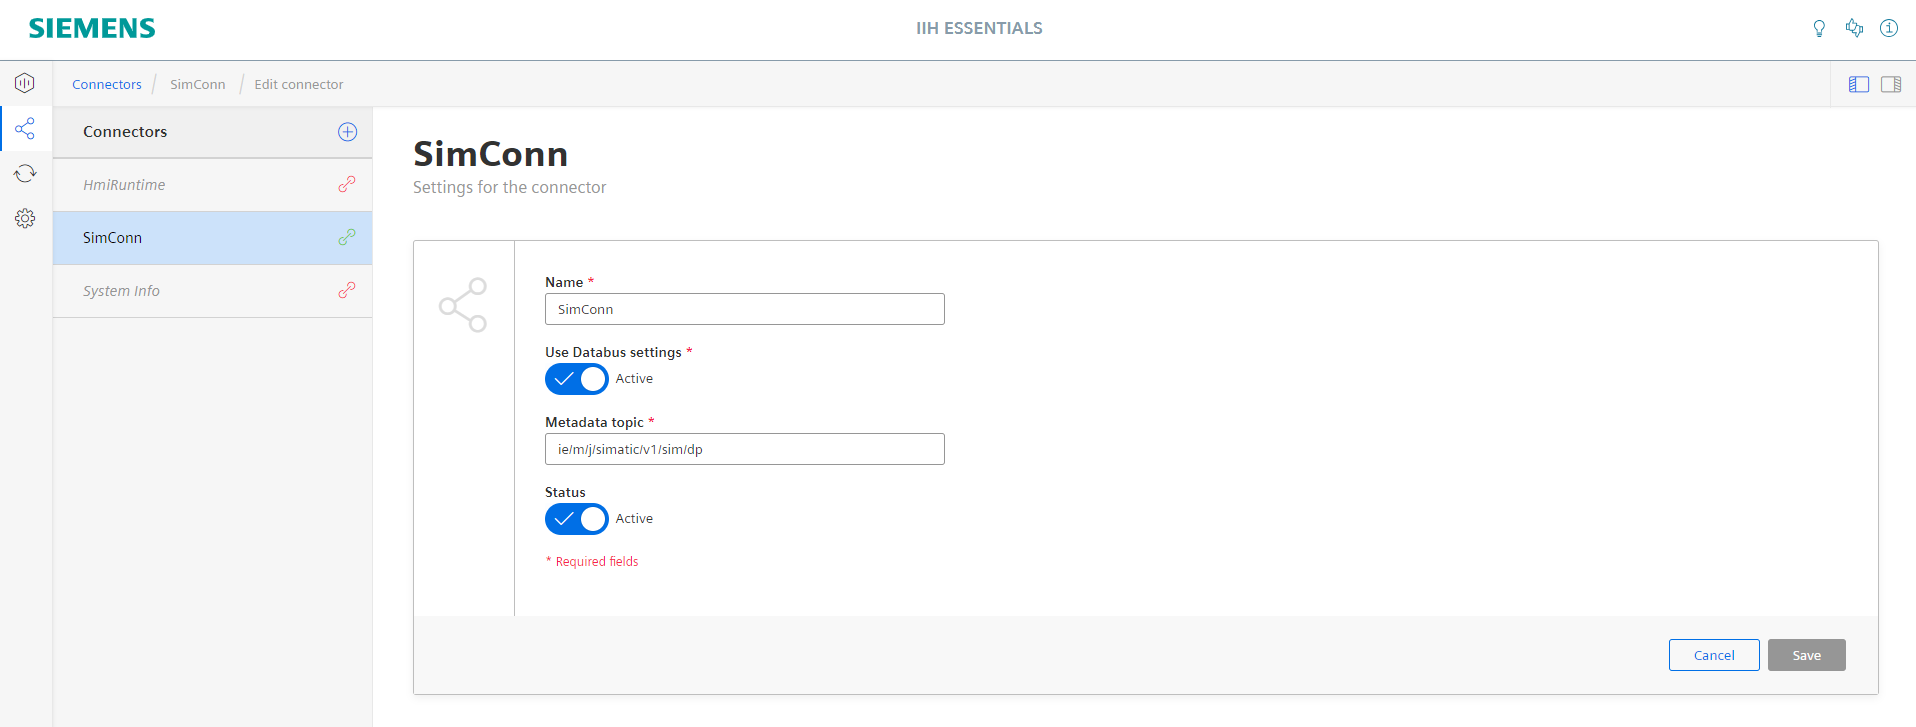 SIEMENS
IIH ESSENTIALS
Connectors / SimConn / Edit connector
Connectors
HmiRuntime
SimConn
System Info
SimConn
Settings for the connector
Name *
SimConn
Use Databus settings *
Active
Metadata topic *
ie/m/j/simatic/v1/sim/dp
Status
Active
* Required fields
Cancel
Save